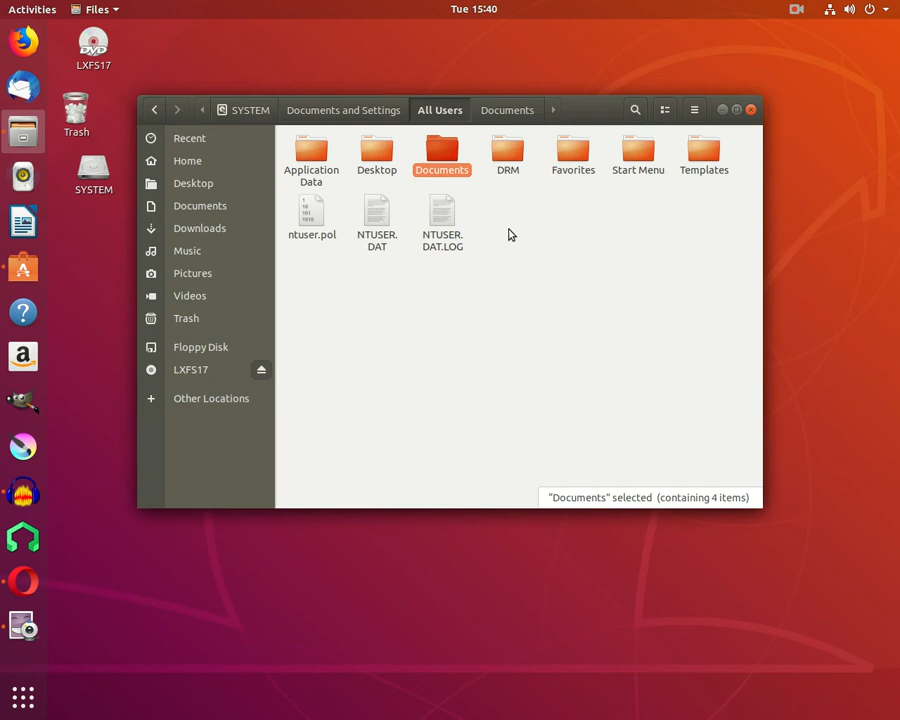 Activities Files Tue 15:40
LXFS17
Trash
SYSTEM
SYSTEM Documents and Settings All Users Documents
Recent
Home
Desktop
Documents
Downloads
Music
Pictures
Videos
Trash
Floppy Disk
LXFS17
Other Locations
Application
Data
Desktop
Documents
DRM
Favorites
Start Menu
Templates
ntuser.pol
NTUSER.
DAT
NTUSER.
DAT.LOG
"Documents" selected (containing 4 items)